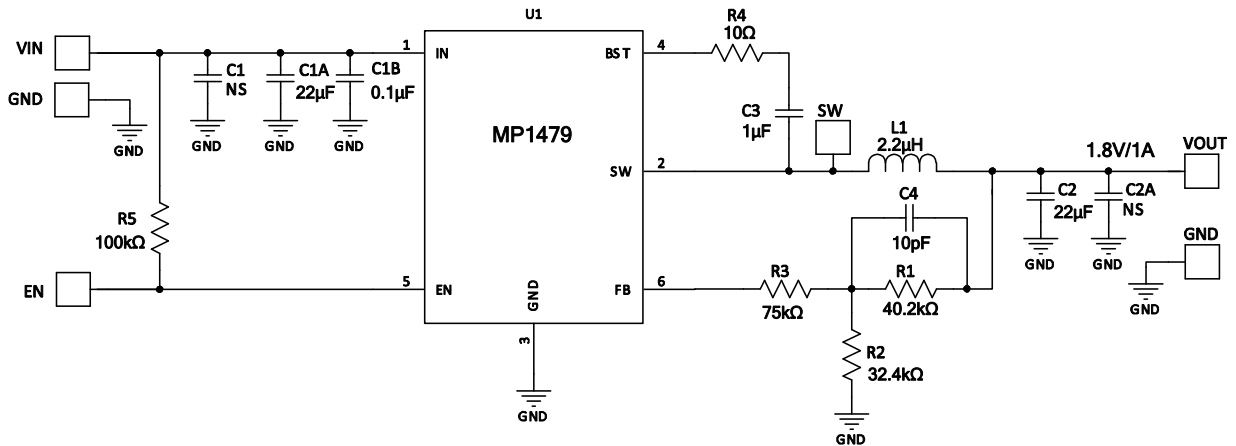 U1
VIN
1
IN
GND
GND
C1
NS
GND
C1A
22µF
GND
C1B
0.1µF
GND
R5
100kΩ
EN
5
EN
MP1479
GND
3
GND
BST
4
R4
10Ω
C3
1µF
SW
SW
2
L1
2.2µH
1.8V/1A
VOUT
C2
22µF
GND
C2A
NS
GND
GND
GND
C4
10pF
FB
6
R3
75kΩ
R1
40.2kΩ
R2
32.4kΩ
GND